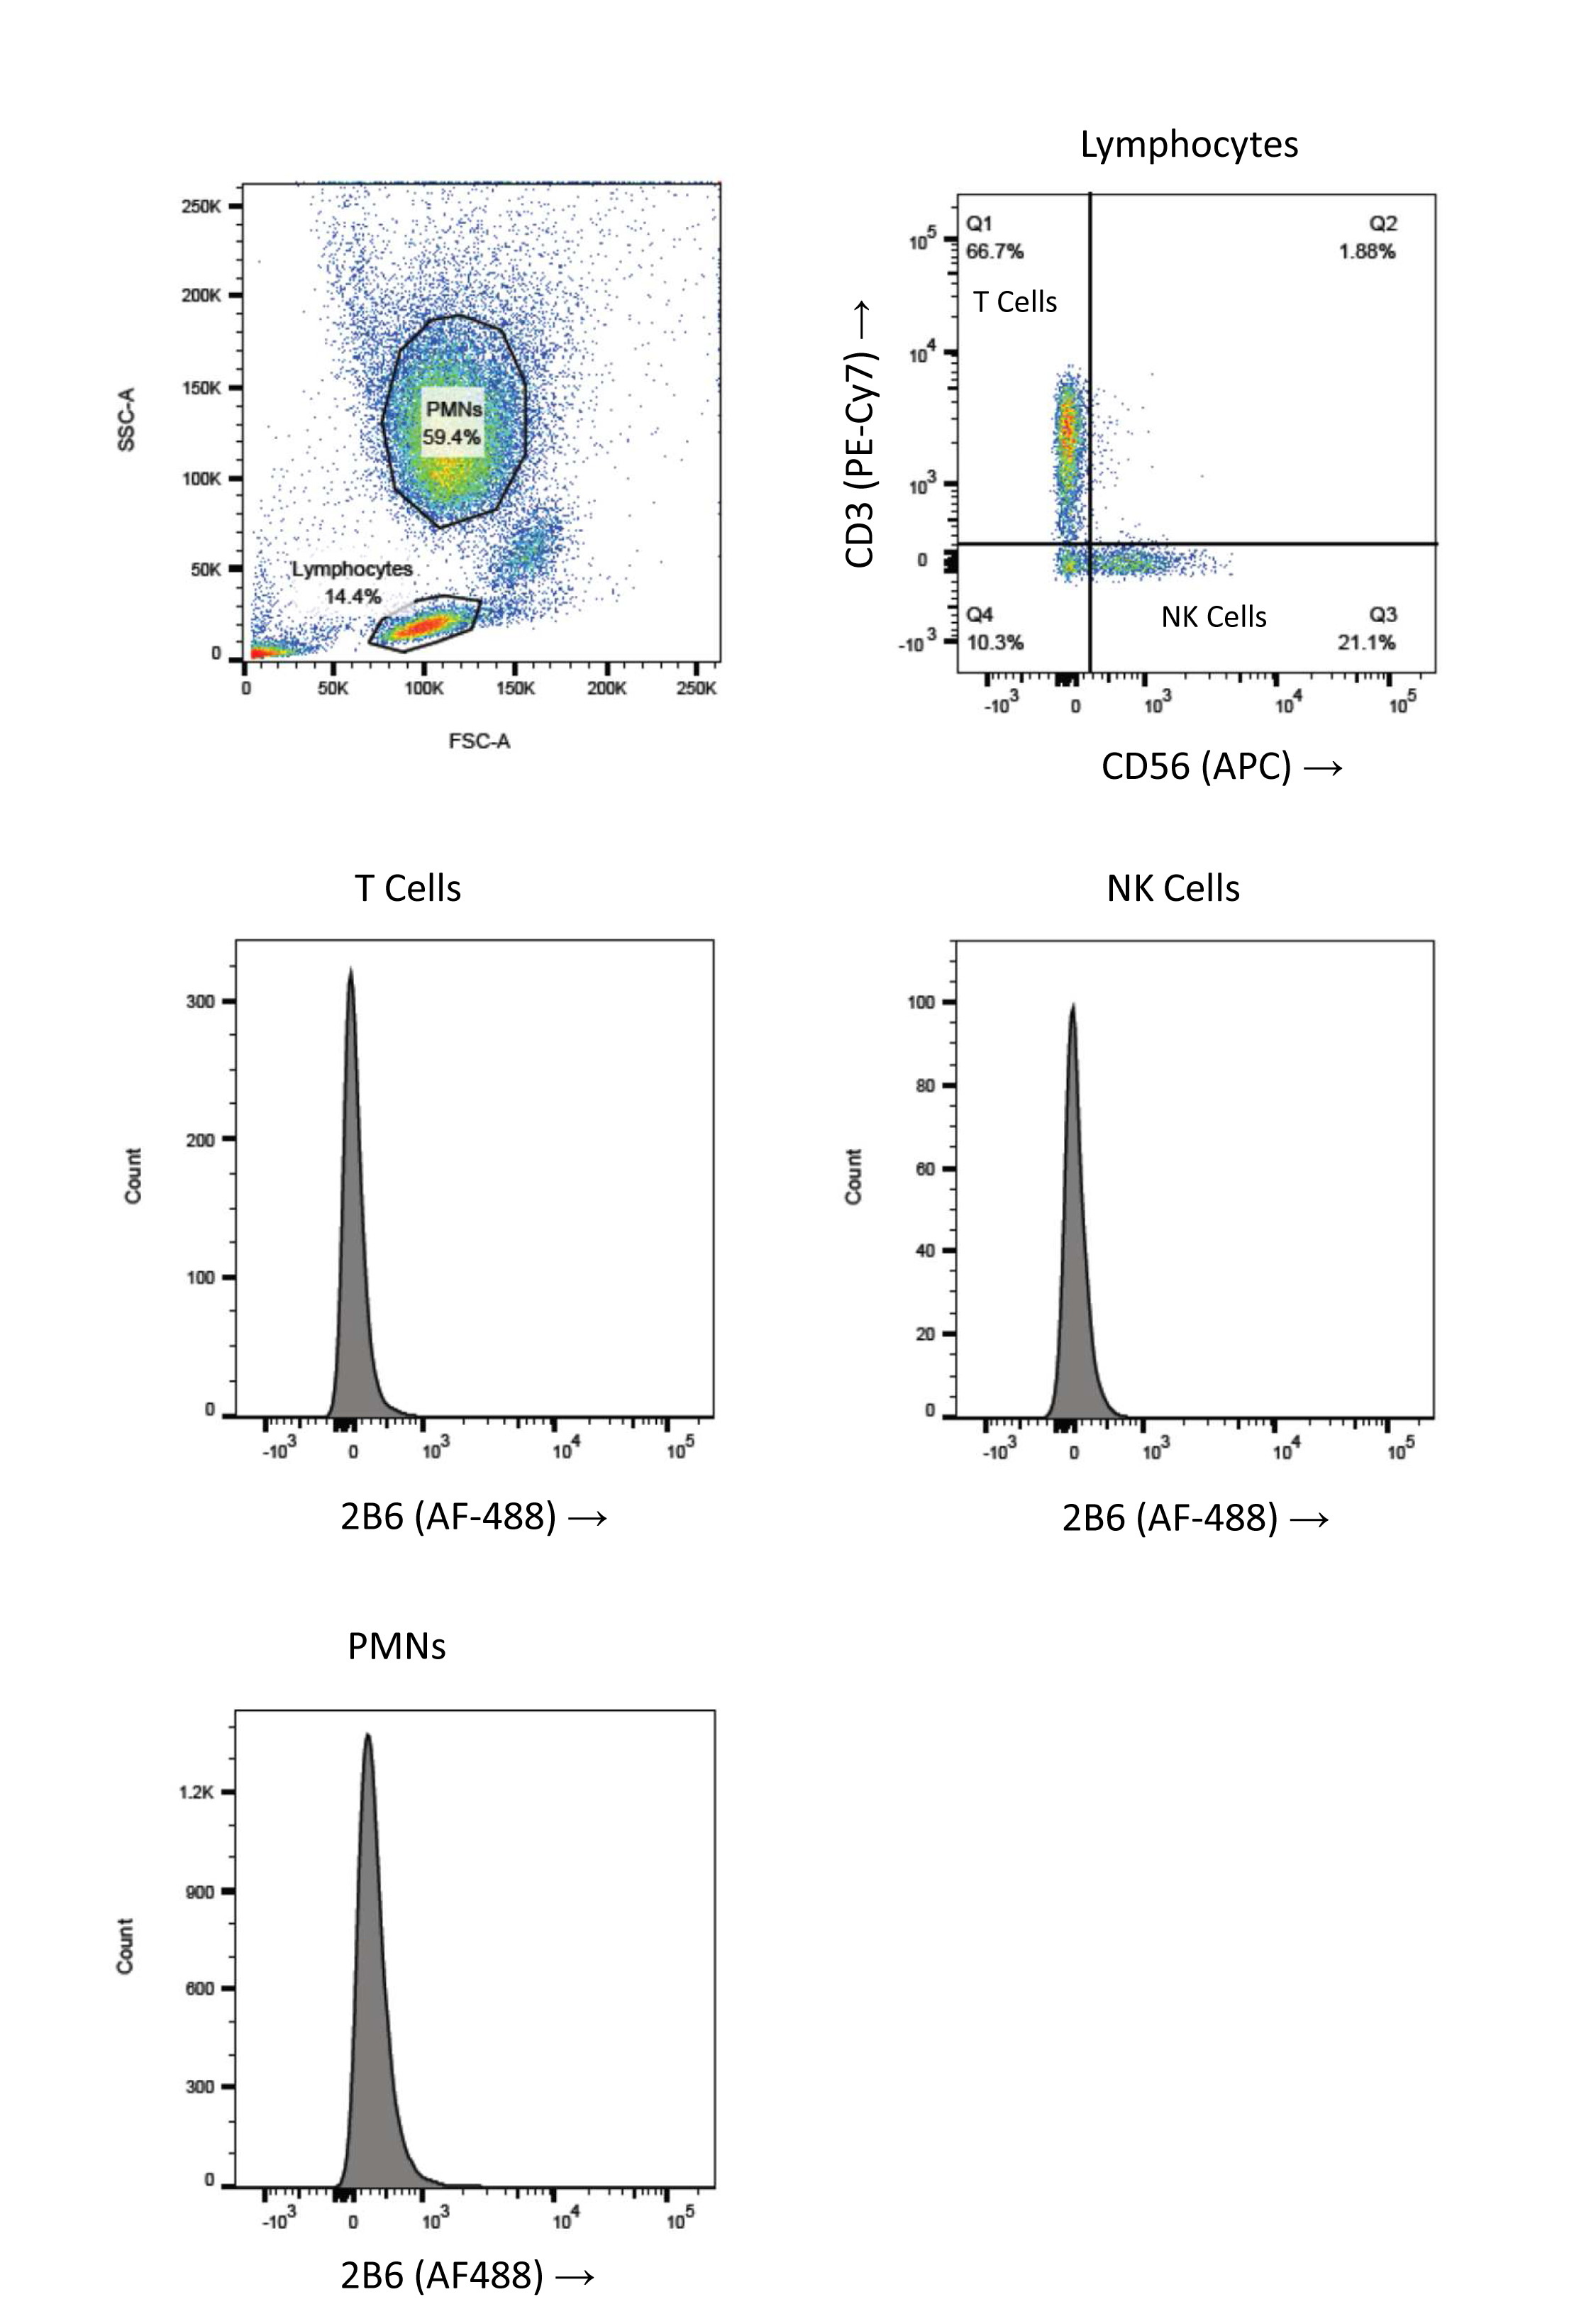 250K
200K
150K
100K
50K
0
SSC-A
PMNs
59.4%
Lymphocytes
14.4%
0 50K 100K 150K 200K 250K
FSC-A
Lymphocytes
CD3 (PE-Cy7) →
10^5
10^4
10^3
0
-10^3
Q1
66.7%
T Cells
Q2
1.88%
Q4
10.3%
NK Cells
Q3
21.1%
-10^3 0 10^3 10^4 10^5
CD56 (APC) →
T Cells
Count
300
200
100
0
-10^3 0 10^3 10^4 10^5
2B6 (AF-488) →
NK Cells
Count
100
80
60
40
20
0
-10^3 0 10^3 10^4 10^5
2B6 (AF-488) →
PMNs
Count
1.2K
900
600
300
0
-10^3 0 10^3 10^4 10^5
2B6 (AF488) →